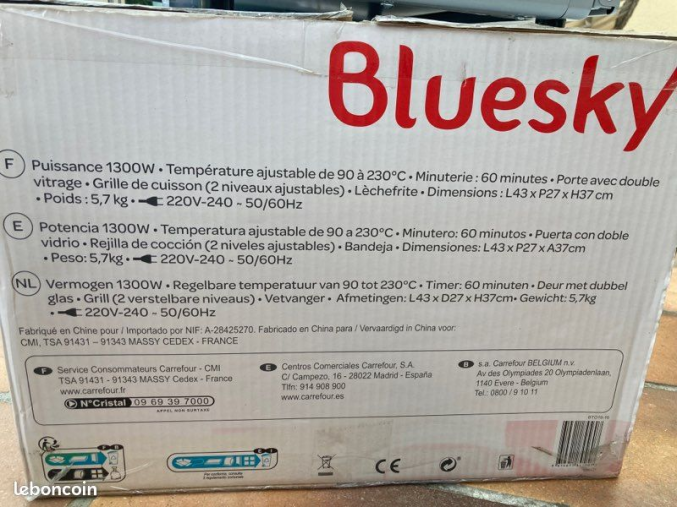 Bluesky
F Puissance 1300W • Température ajustable de 90 à 230°C • Minuterie : 60 minutes • Porte avec double
vitrage • Grille de cuisson (2 niveaux ajustables) • Lèchefrite • Dimensions : L43 x P27 x H37 cm
• Poids : 5,7 kg • 220V-240 ~ 50/60Hz
E Potencia 1300W • Temperatura ajustable de 90 a 230°C • Minutero: 60 minutos • Puerta con doble
vidrio • Rejilla de cocción (2 niveles ajustables) • Bandeja • Dimensiones: L43 x P27 x A37cm
• Peso: 5,7kg • 220V-240 ~ 50/60Hz
NL Vermogen 1300W • Regelbare temperatuur van 90 tot 230°C • Timer: 60 minuten • Deur met dubbel
glas • Grill (2 verstelbare niveaus) • Vetvanger • Afmetingen: L43 x D27 x H37cm • Gewicht: 5,7kg
• 220V-240 ~ 50/60Hz
Fabriqué en Chine pour / Importado por NIF: A-28425270. Fabricado en China para / Vervaardigd in China voor:
CMI, TSA 91431 – 91343 MASSY CEDEX - FRANCE
F Service Consommateurs Carrefour - CMI
TSA 91431 - 91343 MASSY Cedex - France
www.carrefour.fr
N°Cristal 09 69 39 7000
APPEL NON SURTAXE
E Centros Comerciales Carrefour, S.A.
C/ Campezo, 16 - 28022 Madrid - España
Tlfn: 914 908 900
www.carrefour.es
B s.a. Carrefour BELGIUM n.v.
Av des Olympiades 20 Olympiadenlaan,
1140 Evere - Belgium
Tel.: 0800 / 9 10 11
CE
leboncoin